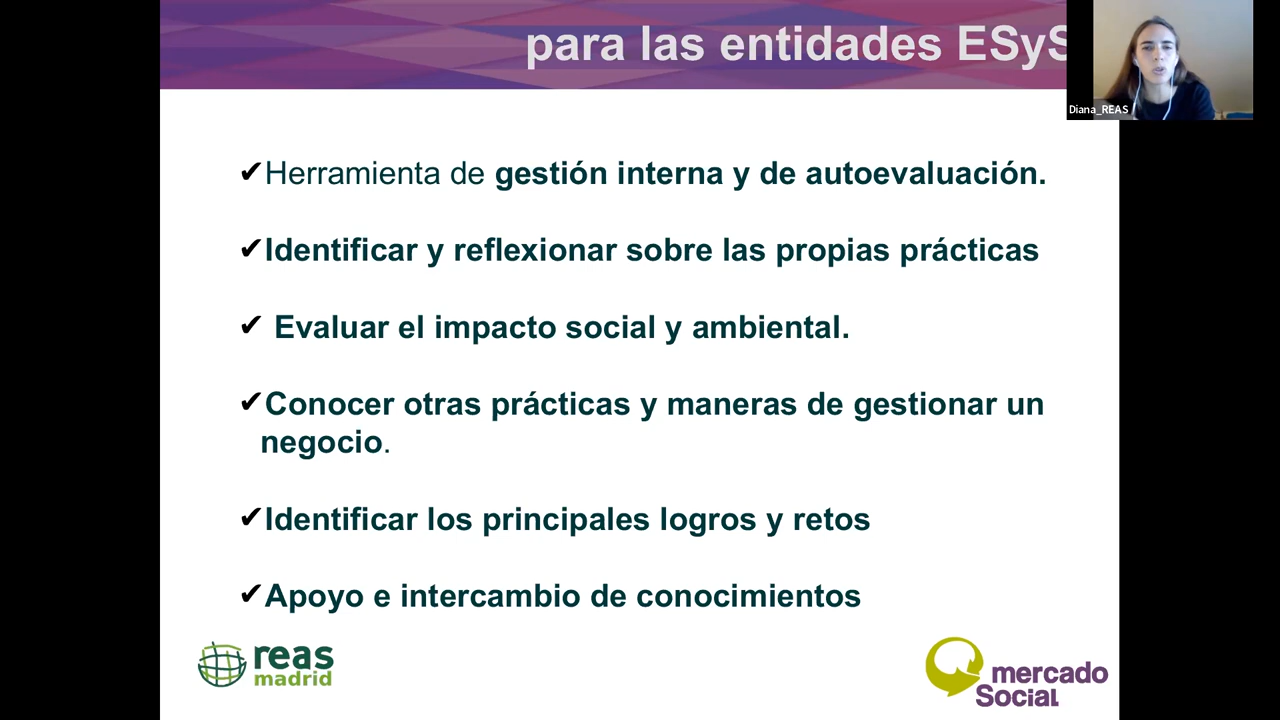 para las entidades ESyS
Diana_REAS
✔Herramienta de gestión interna y de autoevaluación.
✔Identificar y reflexionar sobre las propias prácticas
✔ Evaluar el impacto social y ambiental.
✔Conocer otras prácticas y maneras de gestionar un
negocio.
✔Identificar los principales logros y retos
✔Apoyo e intercambio de conocimientos
reas
madrid
mercado
Social